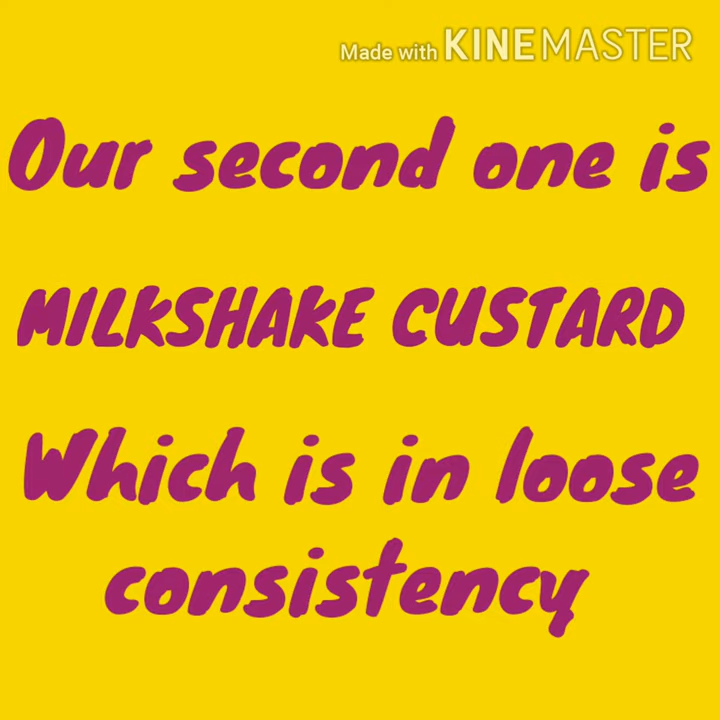 Made with KINEMASTER
Our second one is
MILKSHAKE CUSTARD
Which is in loose
consistency